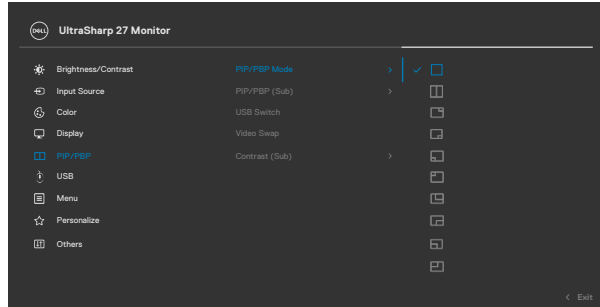 DELL UltraSharp 27 Monitor
Brightness/Contrast PIP/PBP Mode
Input Source PIP/PBP (Sub)
Color USB Switch
Display Video Swap
PIP/PBP Contrast (Sub)
USB
Menu
Personalize
Others
Exit